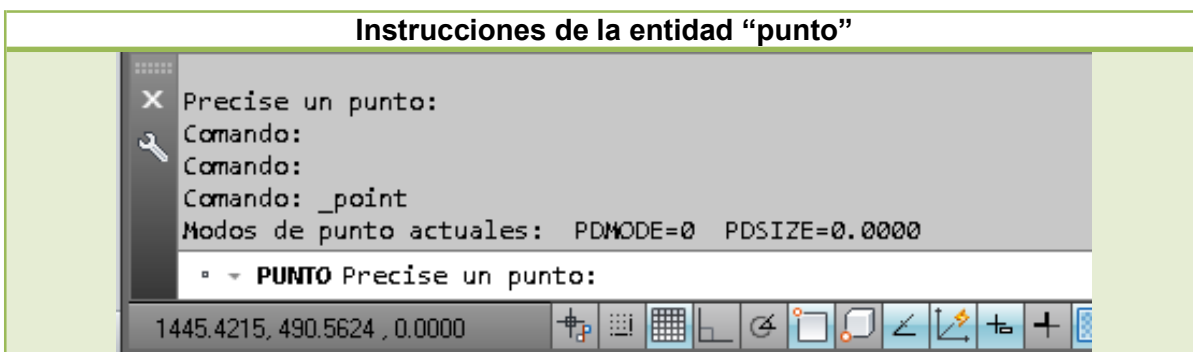 Instrucciones de la entidad “punto”
Precise un punto:
Comando:
Comando:
Comando: _point
Modos de punto actuales:  PDMODE=0  PDSIZE=0.0000
PUNTO Precise un punto:
1445.4215, 490.5624 , 0.0000